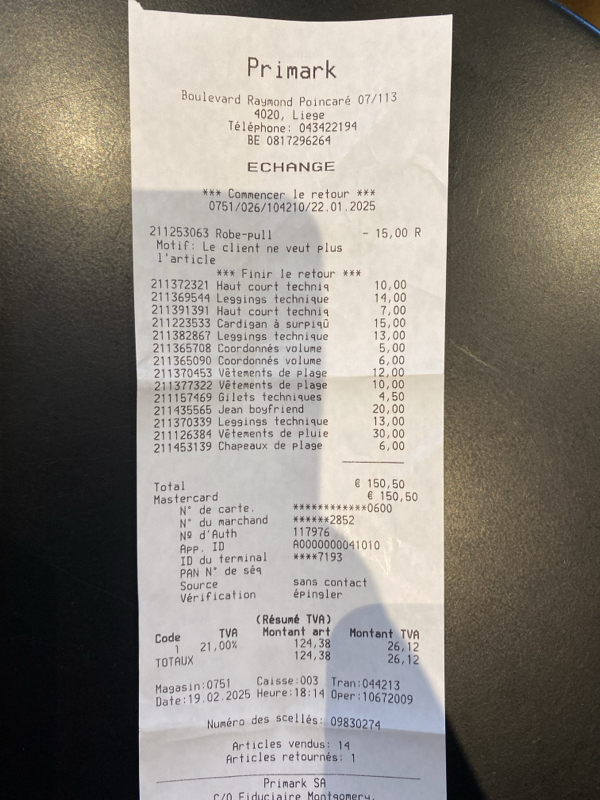 Primark
Boulevard Raymond Poincaré 07/113
4020, Liege
Téléphone: 043422194
BE 0817296264
ECHANGE
*** Commencer le retour ***
0751/026/104210/22.01.2025
211253063 Robe-pull - 15,00 R
Motif: Le client ne veut plus
l'article
*** Finir le retour ***
211372321 Haut court techniq 10,00
211369544 Leggings technique 14,00
211391391 Haut court techniq 7,00
211223533 Cardigan à surpiqû 15,00
211382867 Leggings technique 13,00
211365708 Coordonnés volume 5,00
211365090 Coordonnés volume 6,00
211370453 Vêtements de plage 12,00
211377322 Vêtements de plage 10,00
211157469 Gilets techniques 4,50
211435565 Jean boyfriend 20,00
211370339 Leggings technique 13,00
211126384 Vêtements de pluie 30,00
211453139 Chapeaux de plage 6,00
Total € 150,50
Mastercard € 150,50
N° de carte. ************0600
N° du marchand ******2852
Nº d'Auth 117976
App. ID A0000000041010
ID du terminal ****7193
PAN N° de séq
Source sans contact
Vérification épingler
(Résumé TVA)
Code TVA Montant art Montant TVA
1 21,00% 124,38 26,12
TOTAUX 124,38 26,12
Magasin:0751 Caisse:003 Tran:044213
Date:19.02.2025 Heure:18:14 Oper:10672009
Numéro des scellés: 09830274
Articles vendus: 14
Articles retournés: 1
Primark SA
C/O Fiduciaire Montgomery,